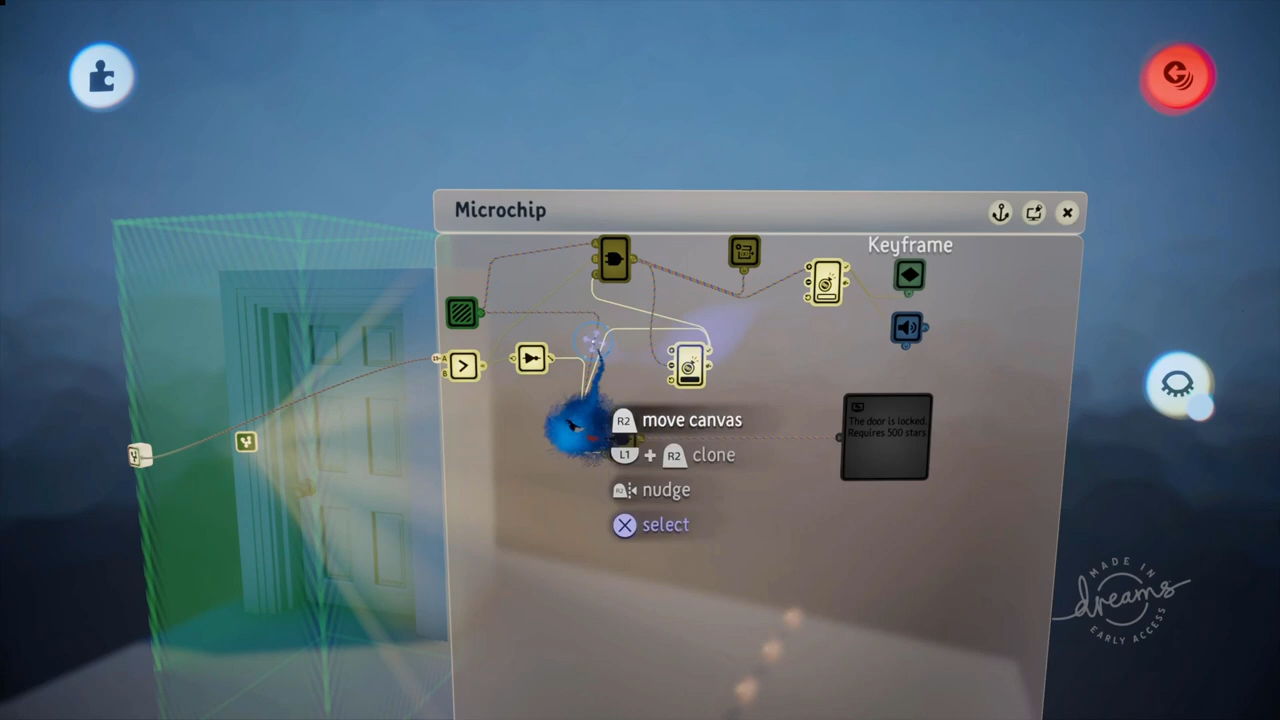 Microchip
Keyframe
A
B
The door is locked.
Requires 500 stars
R2 move canvas
L1 + R2 clone
R2 nudge
select
MADE IN
dreams
EARLY ACCESS